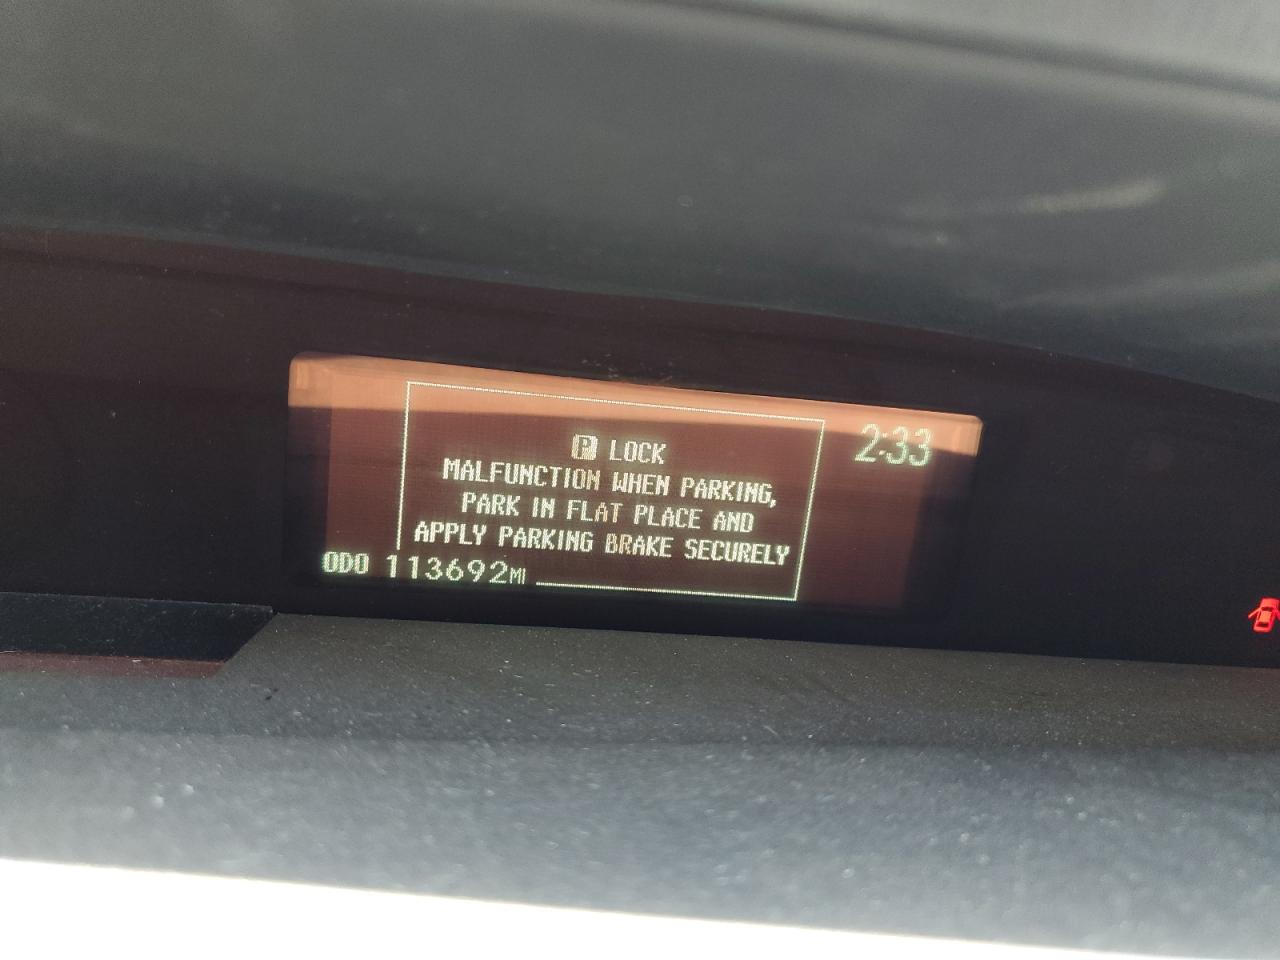 P LOCK
2:33
MALFUNCTION WHEN PARKING,
PARK IN FLAT PLACE AND
APPLY PARKING BRAKE SECURELY
ODO 113692MI